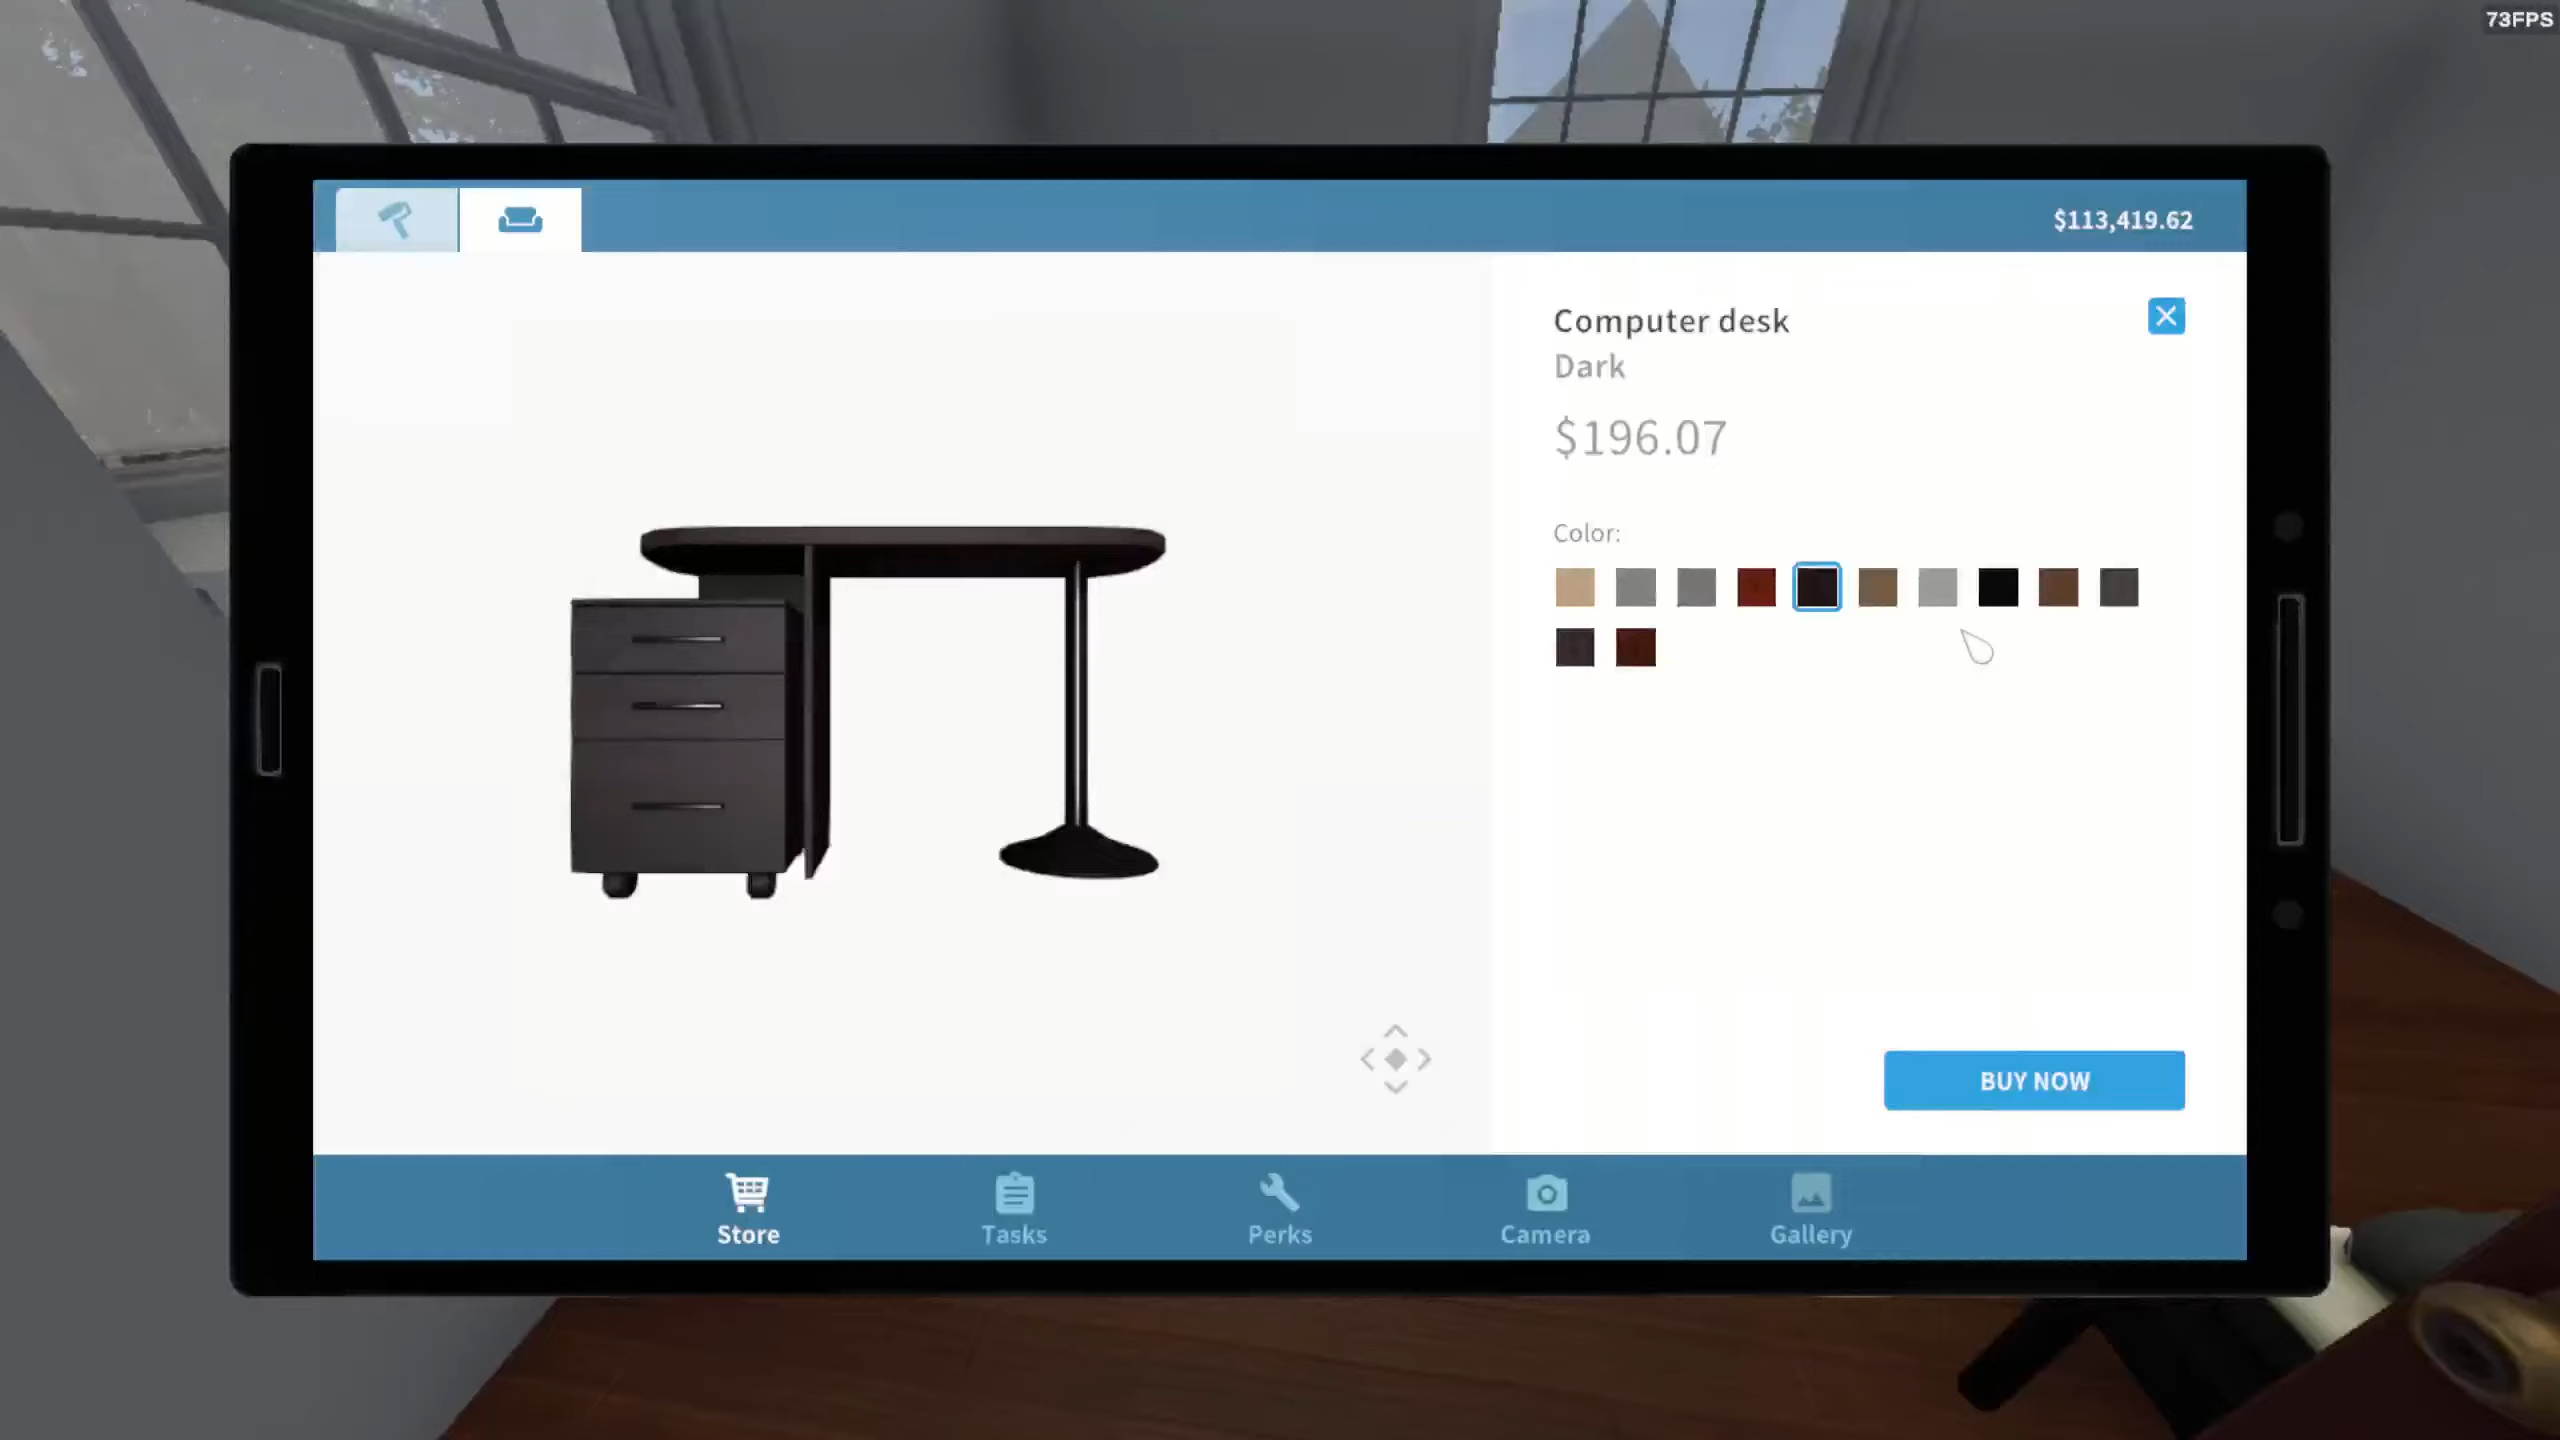 73FPS
$113,419.62
Computer desk
Dark
$196.07
Color:
BUY NOW
Store
Tasks
Perks
Camera
Gallery